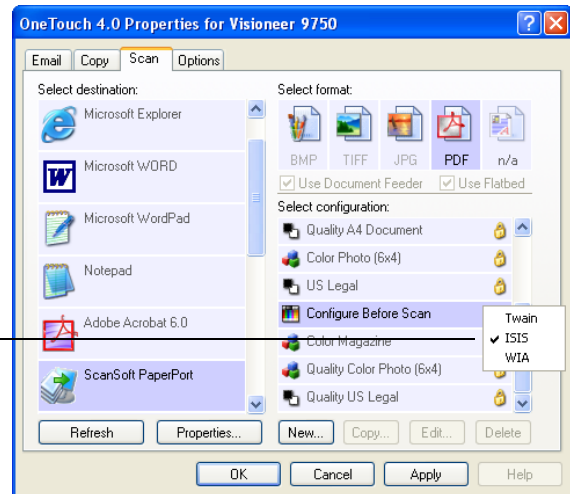 OneTouch 4.0 Properties for Visioneer 9750
Email Copy Scan Options
Select destination:
Microsoft Explorer
Microsoft WORD
Microsoft WordPad
Notepad
Adobe Acrobat 6.0
ScanSoft PaperPort
Refresh Properties...
Select format:
BMP TIFF JPG PDF n/a
Use Document Feeder Use Flatbed
Select configuration:
Quality A4 Document
Color Photo (6x4)
US Legal
Configure Before Scan
Color Magazine
Quality Color Photo (6x4)
Quality US Legal
Twain
ISIS
WIA
New... Copy... Edit... Delete
OK Cancel Apply Help